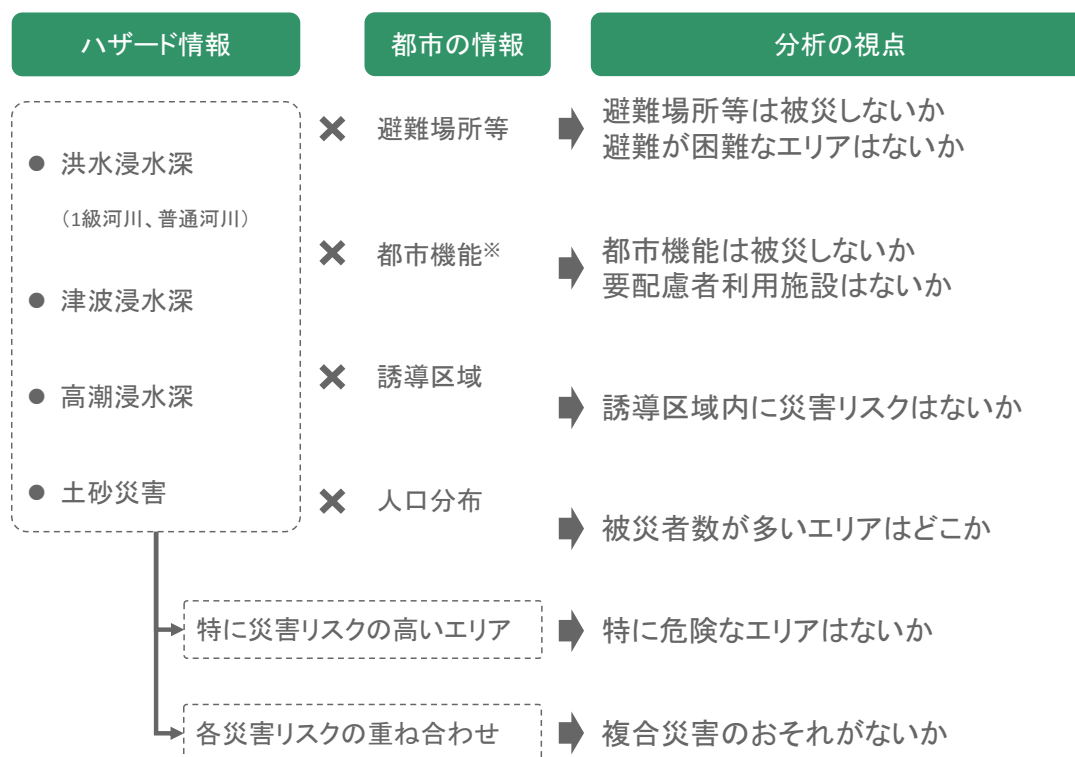 ハザード情報
都市の情報
分析の視点
● 洪水浸水深
（1級河川、普通河川）
● 津波浸水深
● 高潮浸水深
● 土砂災害
✖ 避難場所等
避難場所等は被災しないか
避難が困難なエリアはないか
✖ 都市機能※
都市機能は被災しないか
要配慮者利用施設はないか
✖ 誘導区域
誘導区域内に災害リスクはないか
✖ 人口分布
被災者数が多いエリアはどこか
特に災害リスクの高いエリア
特に危険なエリアはないか
各災害リスクの重ね合わせ
複合災害のおそれがないか